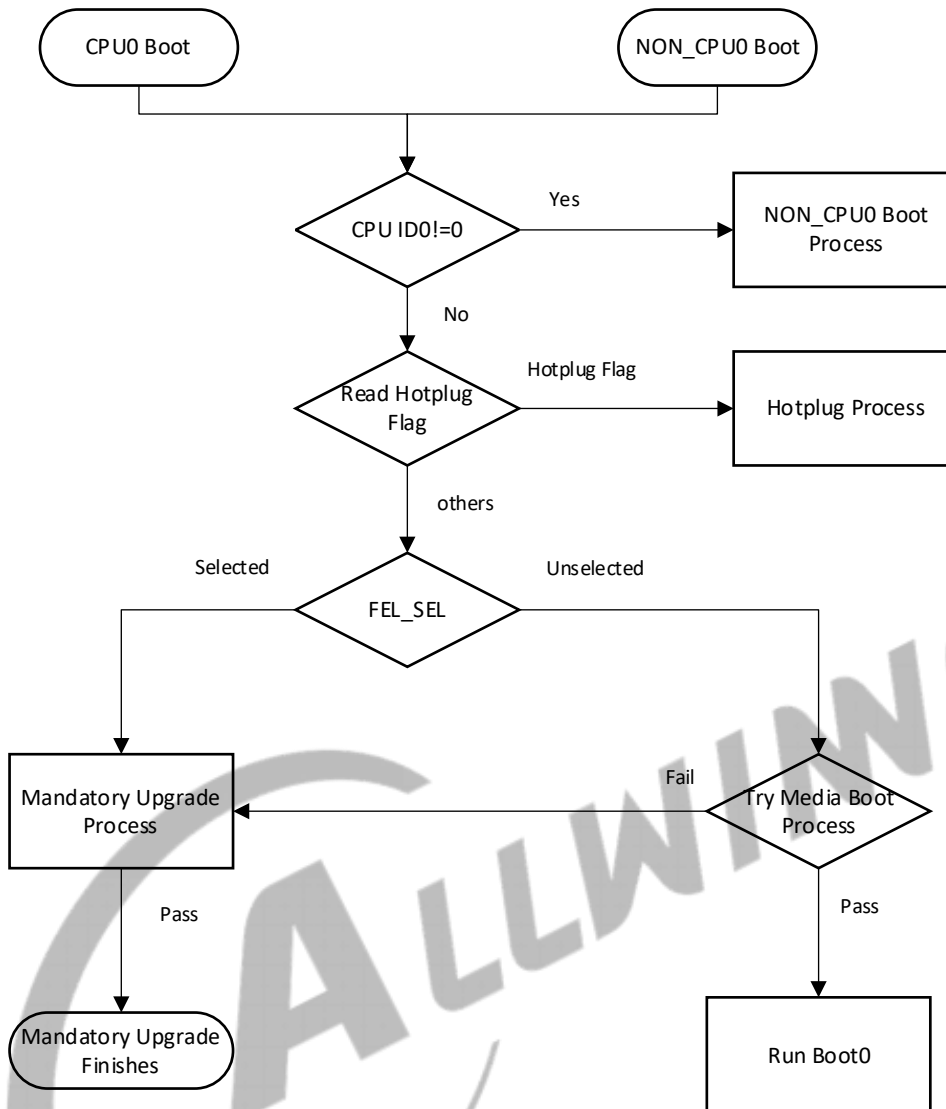 CPU0 Boot
NON_CPU0 Boot
CPU ID0!=0
Yes
NON_CPU0 Boot
Process
No
Read Hotplug
Flag
Hotplug Flag
Hotplug Process
others
Selected
FEL_SEL
Unselected
Mandatory Upgrade
Process
Fail
Try Media Boot
Process
Pass
Pass
Mandatory Upgrade
Finishes
Run Boot0
ALLWINN